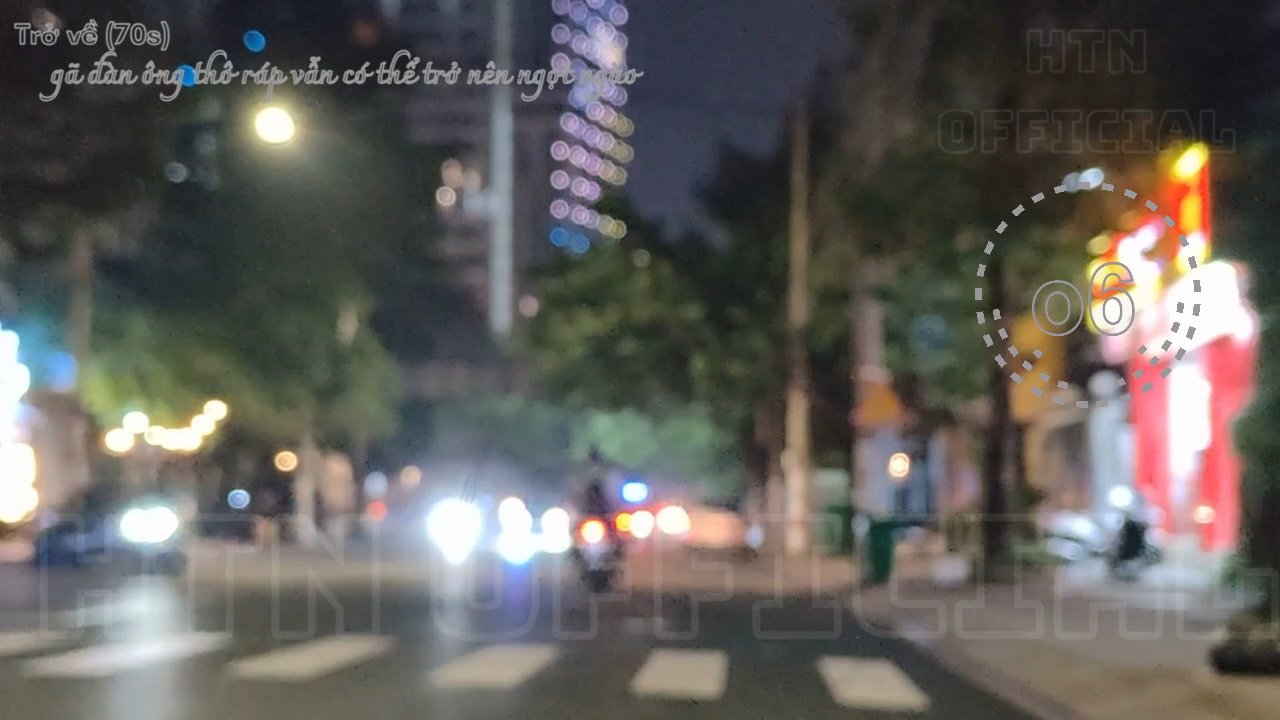 Trở về (70s)
gã đàn ông thô ráp vẫn có thể trở nên ngọt ngào
HTN
OFFICIAL
06
HTN OFFICIAL